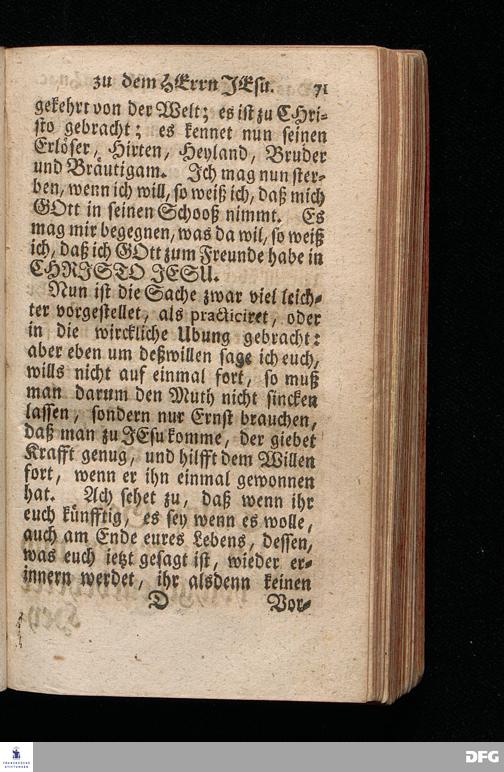 zu dem HErrn JEsu. 71
gekehrt von der Welt; es ist zu CHri-
sto gebracht; es kennet nun seinen
Erlöser, Hirten, Heyland, Bruder
und Bräutigam. Ich mag nun ster-
ben, wenn ich will, so weiß ich, daß mich
GOtt in seinen Schooß nimmt. Es
mag mir begegnen, was da wil, so weiß
ich, daß ich GOtt zum Freunde habe in
CHRISTO JESU.
Nun ist die Sache zwar viel leich-
ter vorgestellet, als practiciret, oder
in die wirckliche Ubung gebracht:
aber eben um deßwillen sage ich euch,
wills nicht auf einmal fort, so muß
man darum den Muth nicht sincken
lassen, sondern nur Ernst brauchen,
daß man zu JEsu komme, der giebet
Krafft genug, und hilfft dem Willen
fort, wenn er ihn einmal gewonnen
hat. Ach sehet zu, daß wenn ihr
euch künfftig, es sey wenn es wolle,
auch am Ende eures Lebens, dessen,
was euch jetzt gesagt ist, wieder er-
innern werdet, ihr alsdenn keinen
D Vor-
FRANCKESCHE
STIFTUNGEN
DFG